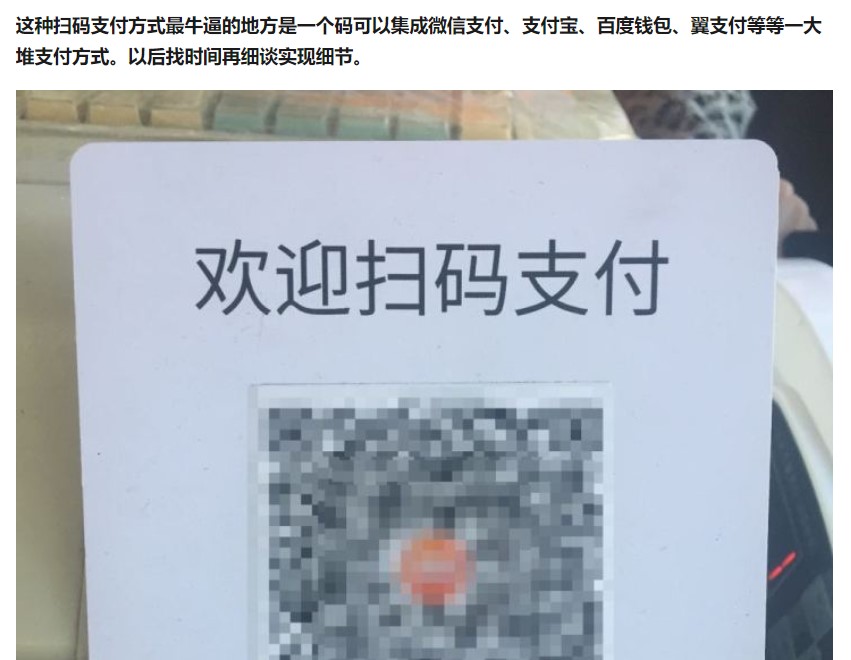 这种扫码支付方式最牛逼的地方是一个码可以集成微信支付、支付宝、百度钱包、翼支付等等一大
堆支付方式。以后找时间再细谈实现细节。
欢迎扫码支付